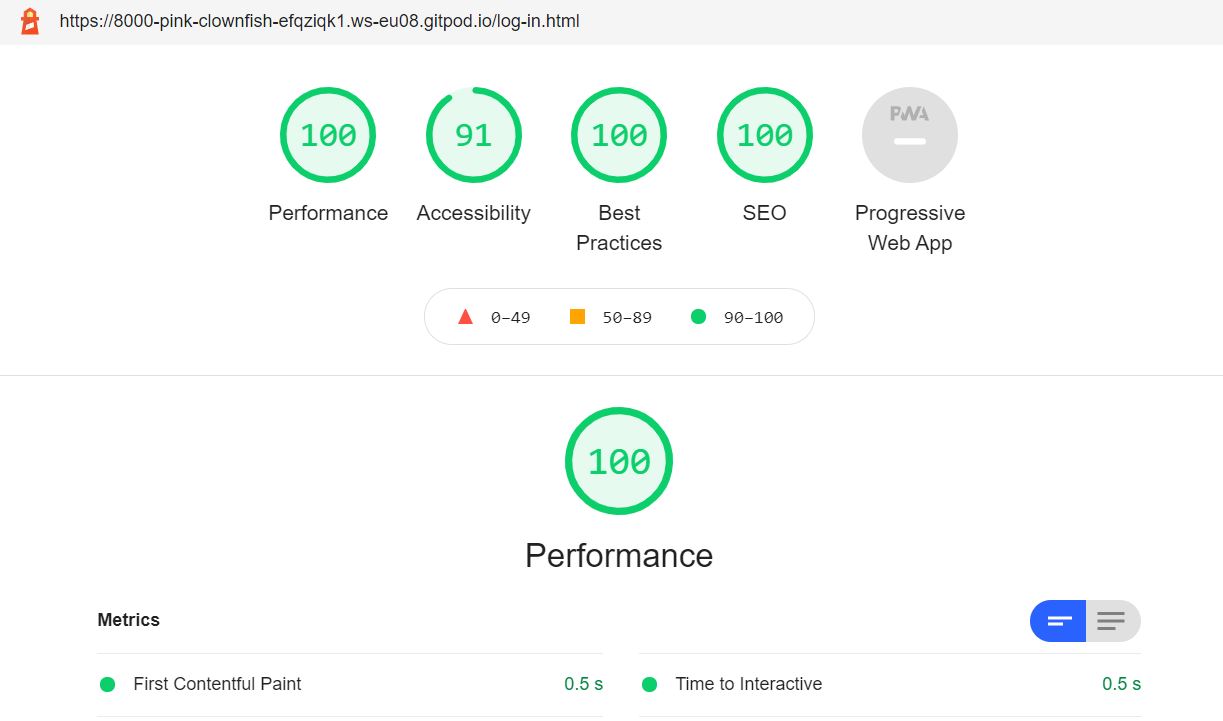 https://8000-pink-clownfish-efqziqk1.ws-eu08.gitpod.io/log-in.html
100 91 100 100 PWA
Performance Accessibility Best SEO Progressive
Practices Web App
0–49 50–89 90–100
100
Performance
Metrics
First Contentful Paint 0.5 s Time to Interactive 0.5 s